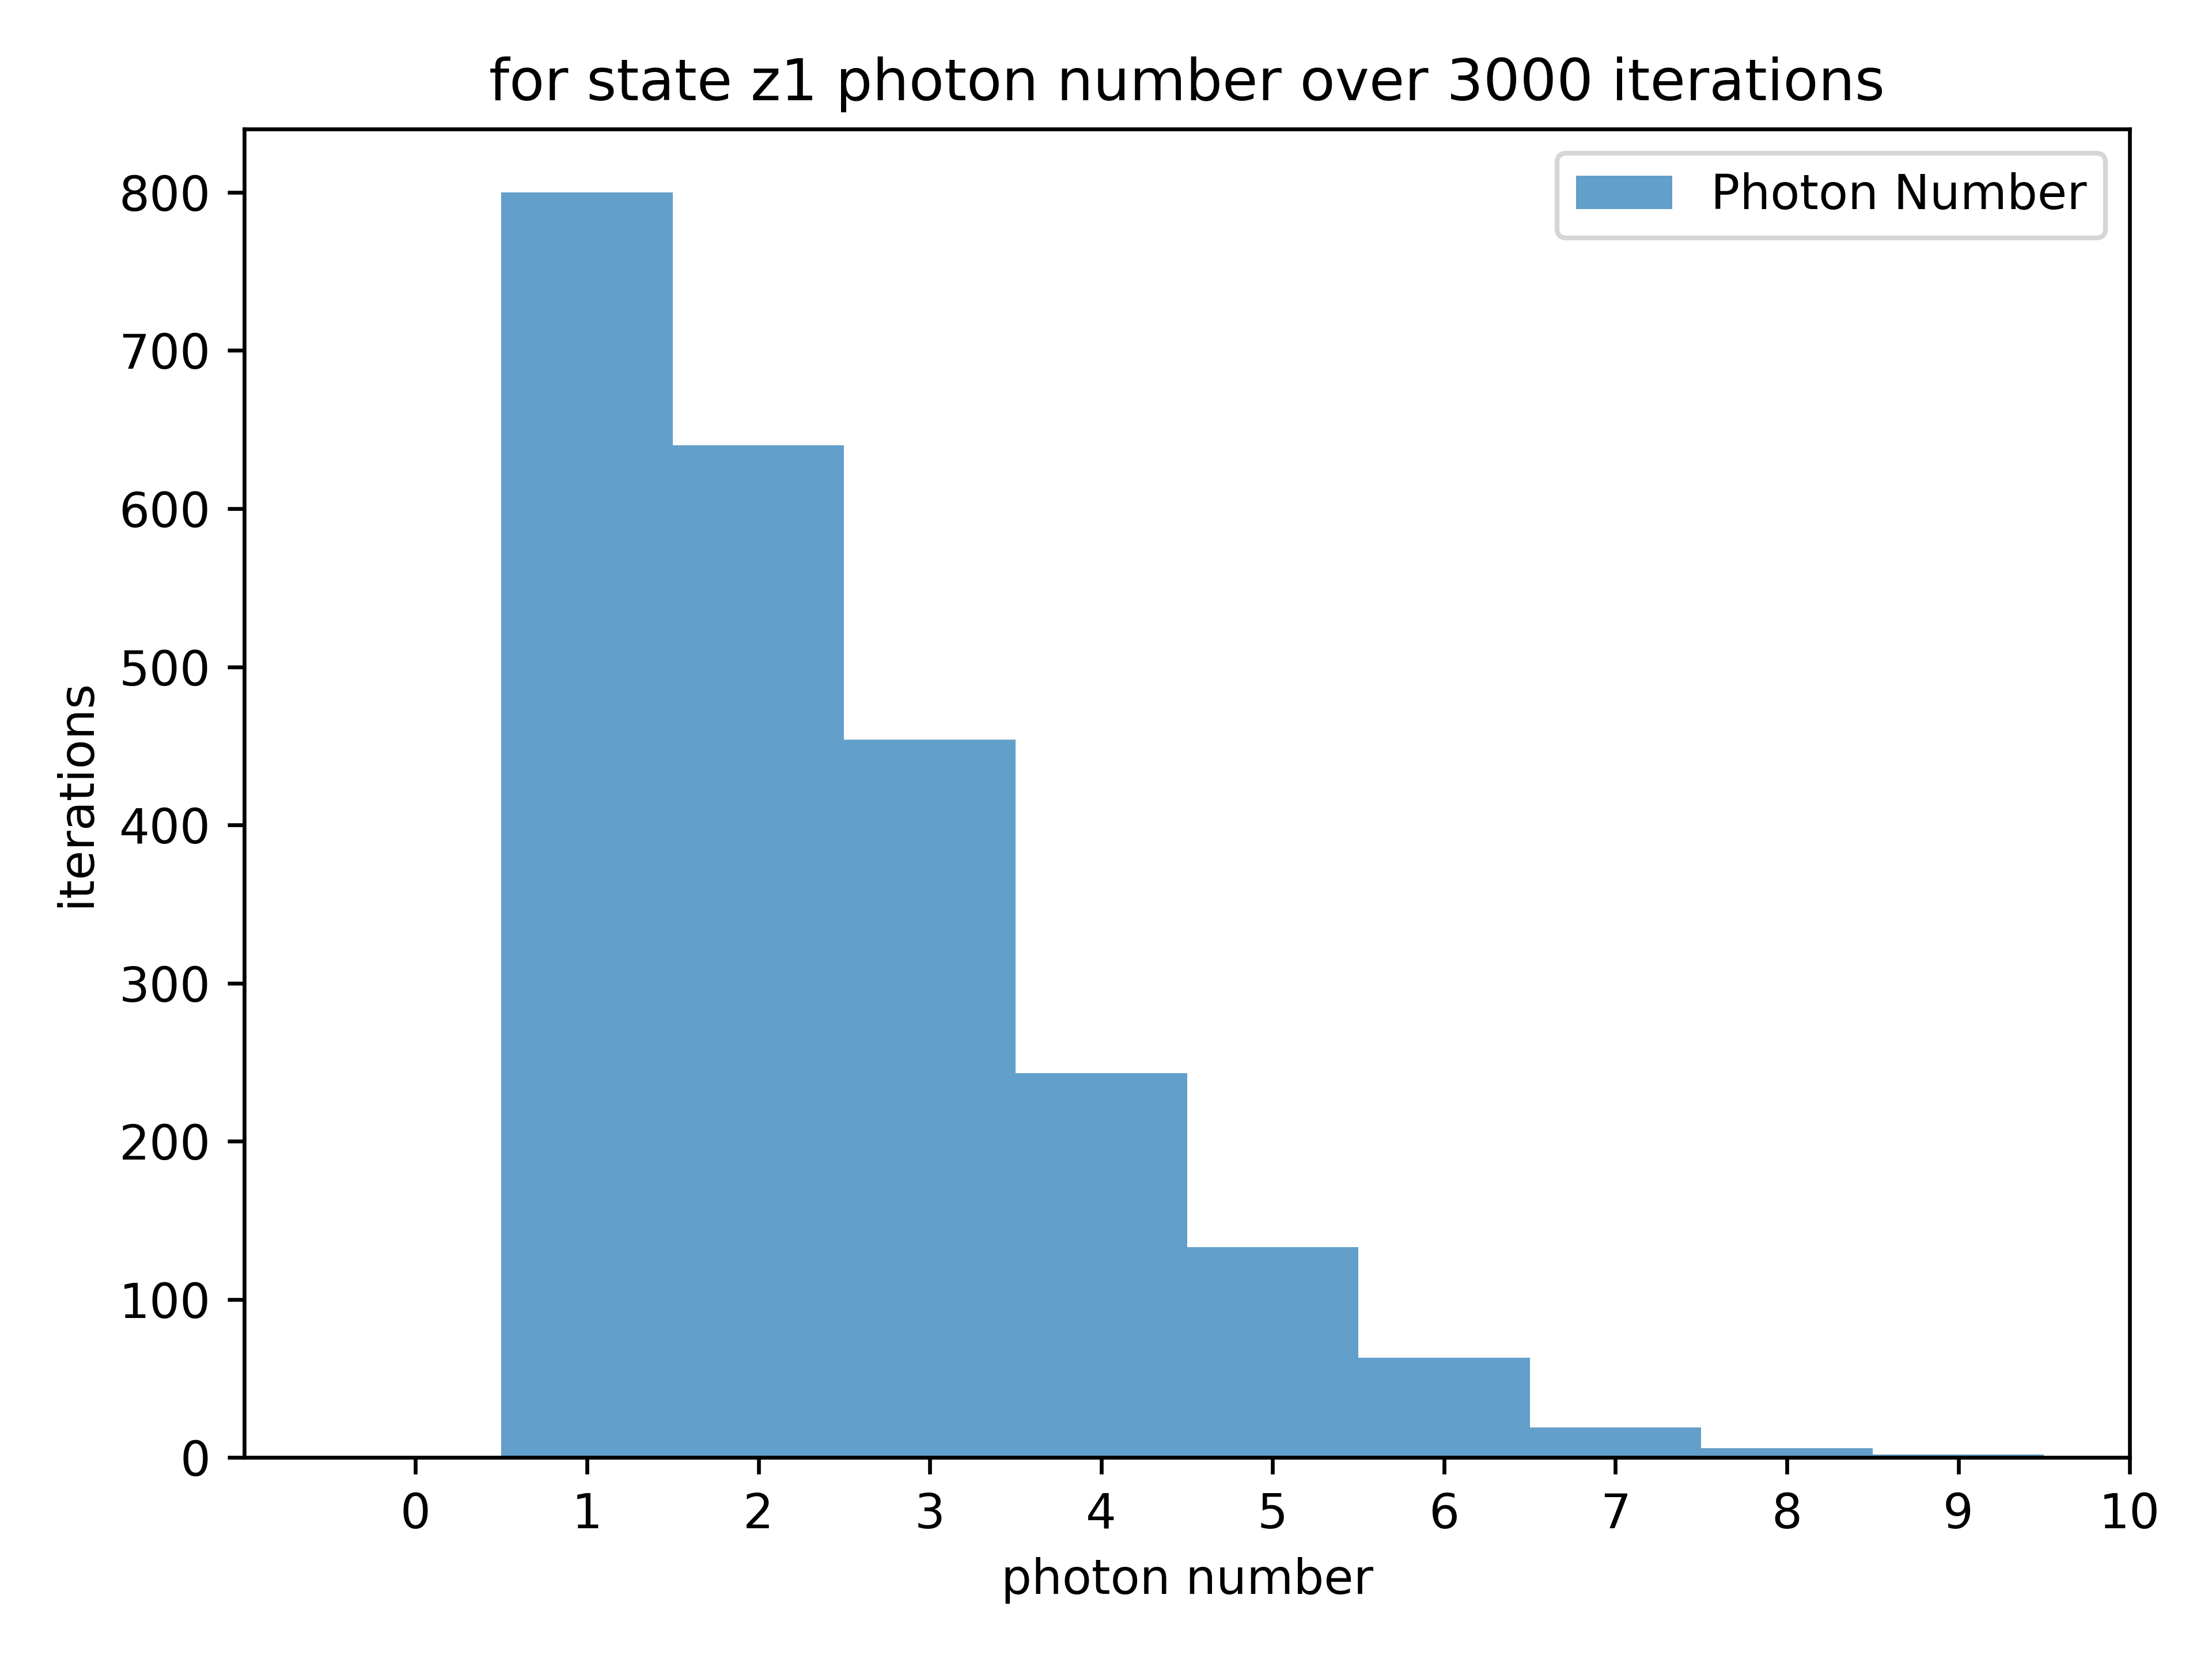 for state z1 photon number over 3000 iterations
Photon Number
800
700
600
500
400
300
200
100
0
iterations
0 1 2 3 4 5 6 7 8 9 10
photon number